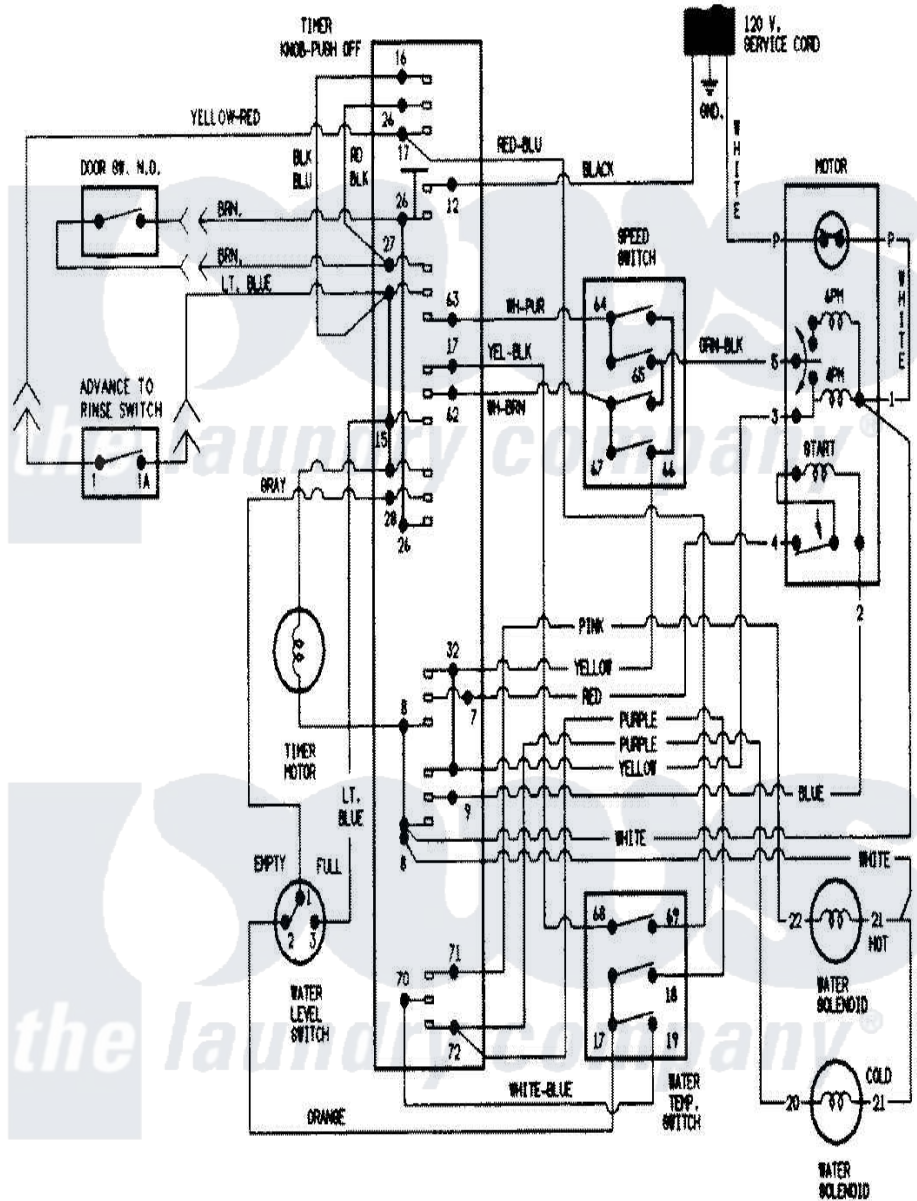 TIMER
KNOB-PUSH OFF
120 V.
SERVICE CORD
GND.
WHITE
MOTOR
16
YELLOW-RED
26
17
RED-BLU
BLK
BLU
RD
BLK
BLACK
DOOR SW. N.O.
BRN.
26
12
BRN.
27
LT. BLUE
SPEED
SWITCH
P
P
WHITE
63
WH-PUR
64
6PM
17
YEL-BLK
65
5
4PM
ADVANCE TO
RINSE SWITCH
62
WH-BRN
3
1
15
67
66
START
1
1A
GRAY
28
26
4
2
PINK
32
YELLOW
RED
7
8
PURPLE
PURPLE
TIMER
MOTOR
YELLOW
LT.
BLUE
9
BLUE
WHITE
8
WHITE
EMPTY
FULL
1
2
3
68
69
22
21
HOT
WATER
LEVEL
SWITCH
71
70
18
WATER
SOLENOID
72
17
19
WHITE-BLUE
WATER
TEMP.
SWITCH
COLD
ORANGE
20
21
WATER
SOLENOID
the laundry company®
the laundry company®